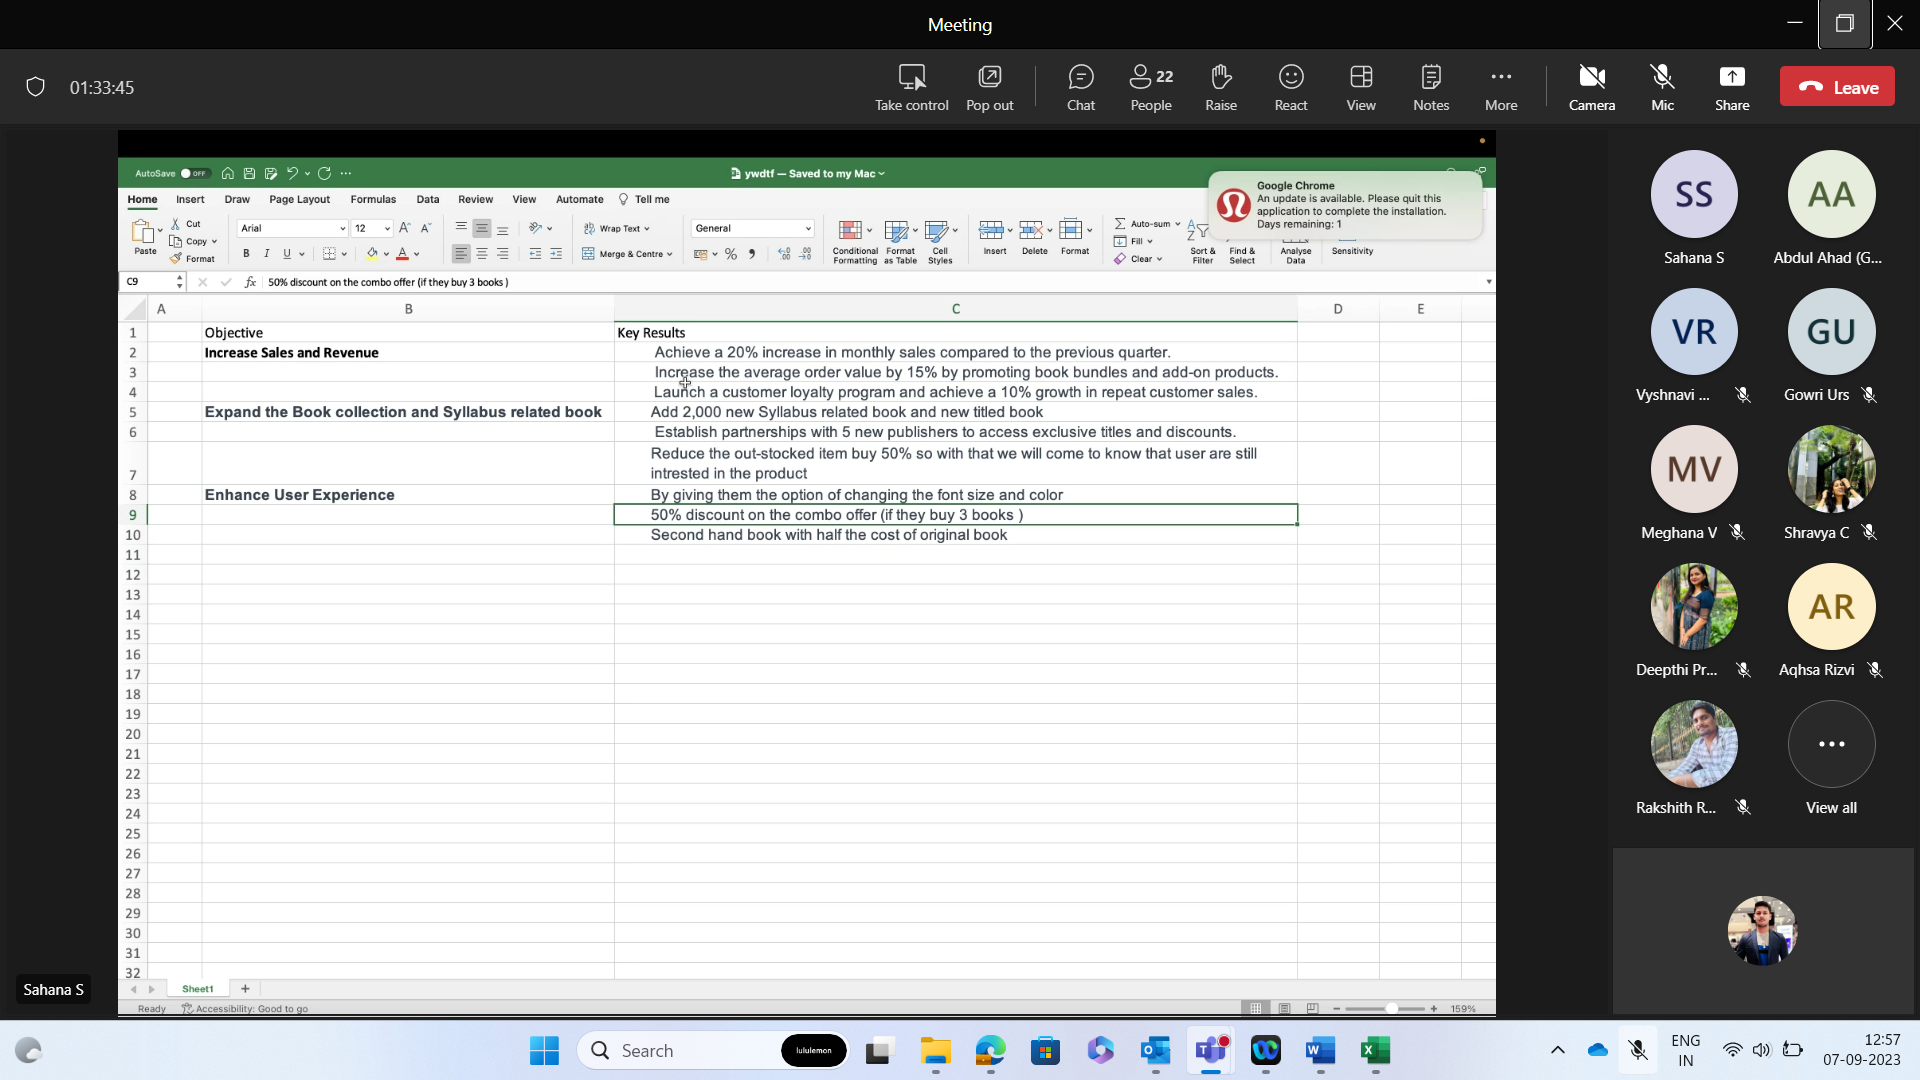 Meeting
01:33:45
Take control
Pop out
Chat
People 22
Raise
React
View
Notes
More
Camera
Mic
Share
Leave
AutoSave OFF
ywdtf — Saved to my Mac
Google Chrome
An update is available. Please quit this
application to complete the installation.
Days remaining: 1
Home Insert Draw Page Layout Formulas Data Review View Automate Tell me
Paste
Cut
Copy
Format
Arial 12
B I U
Wrap Text
Merge & Centre
General
Conditional
Formatting
Format
as Table
Cell
Styles
Insert
Delete
Format
Auto-sum
Fill
Clear
Sort &
Filter
Find &
Select
Analyse
Data
Sensitivity
C9 fx 50% discount on the combo offer (if they buy 3 books )
A B C D E
1 Objective Key Results
2 Increase Sales and Revenue Achieve a 20% increase in monthly sales compared to the previous quarter.
3 Increase the average order value by 15% by promoting book bundles and add-on products.
4 Launch a customer loyalty program and achieve a 10% growth in repeat customer sales.
5 Expand the Book collection and Syllabus related book Add 2,000 new Syllabus related book and new titled book
6 Establish partnerships with 5 new publishers to access exclusive titles and discounts.
Reduce the out-stocked item buy 50% so with that we will come to know that user are still
7 intrested in the product
8 Enhance User Experience By giving them the option of changing the font size and color
9 50% discount on the combo offer (if they buy 3 books )
10 Second hand book with half the cost of original book
11
12
13
14
15
16
17
18
19
20
21
22
23
24
25
26
27
28
29
30
31
32
Sheet1
Ready Accessibility: Good to go
159%
Sahana S
SS
Sahana S
AA
Abdul Ahad (G...
VR
Vyshnavi ...
GU
Gowri Urs
MV
Meghana V
Shravya C
Deepthi Pr...
AR
Aqhsa Rizvi
Rakshith R...
View all
Search
lululemon
ENG
IN
12:57
07-09-2023